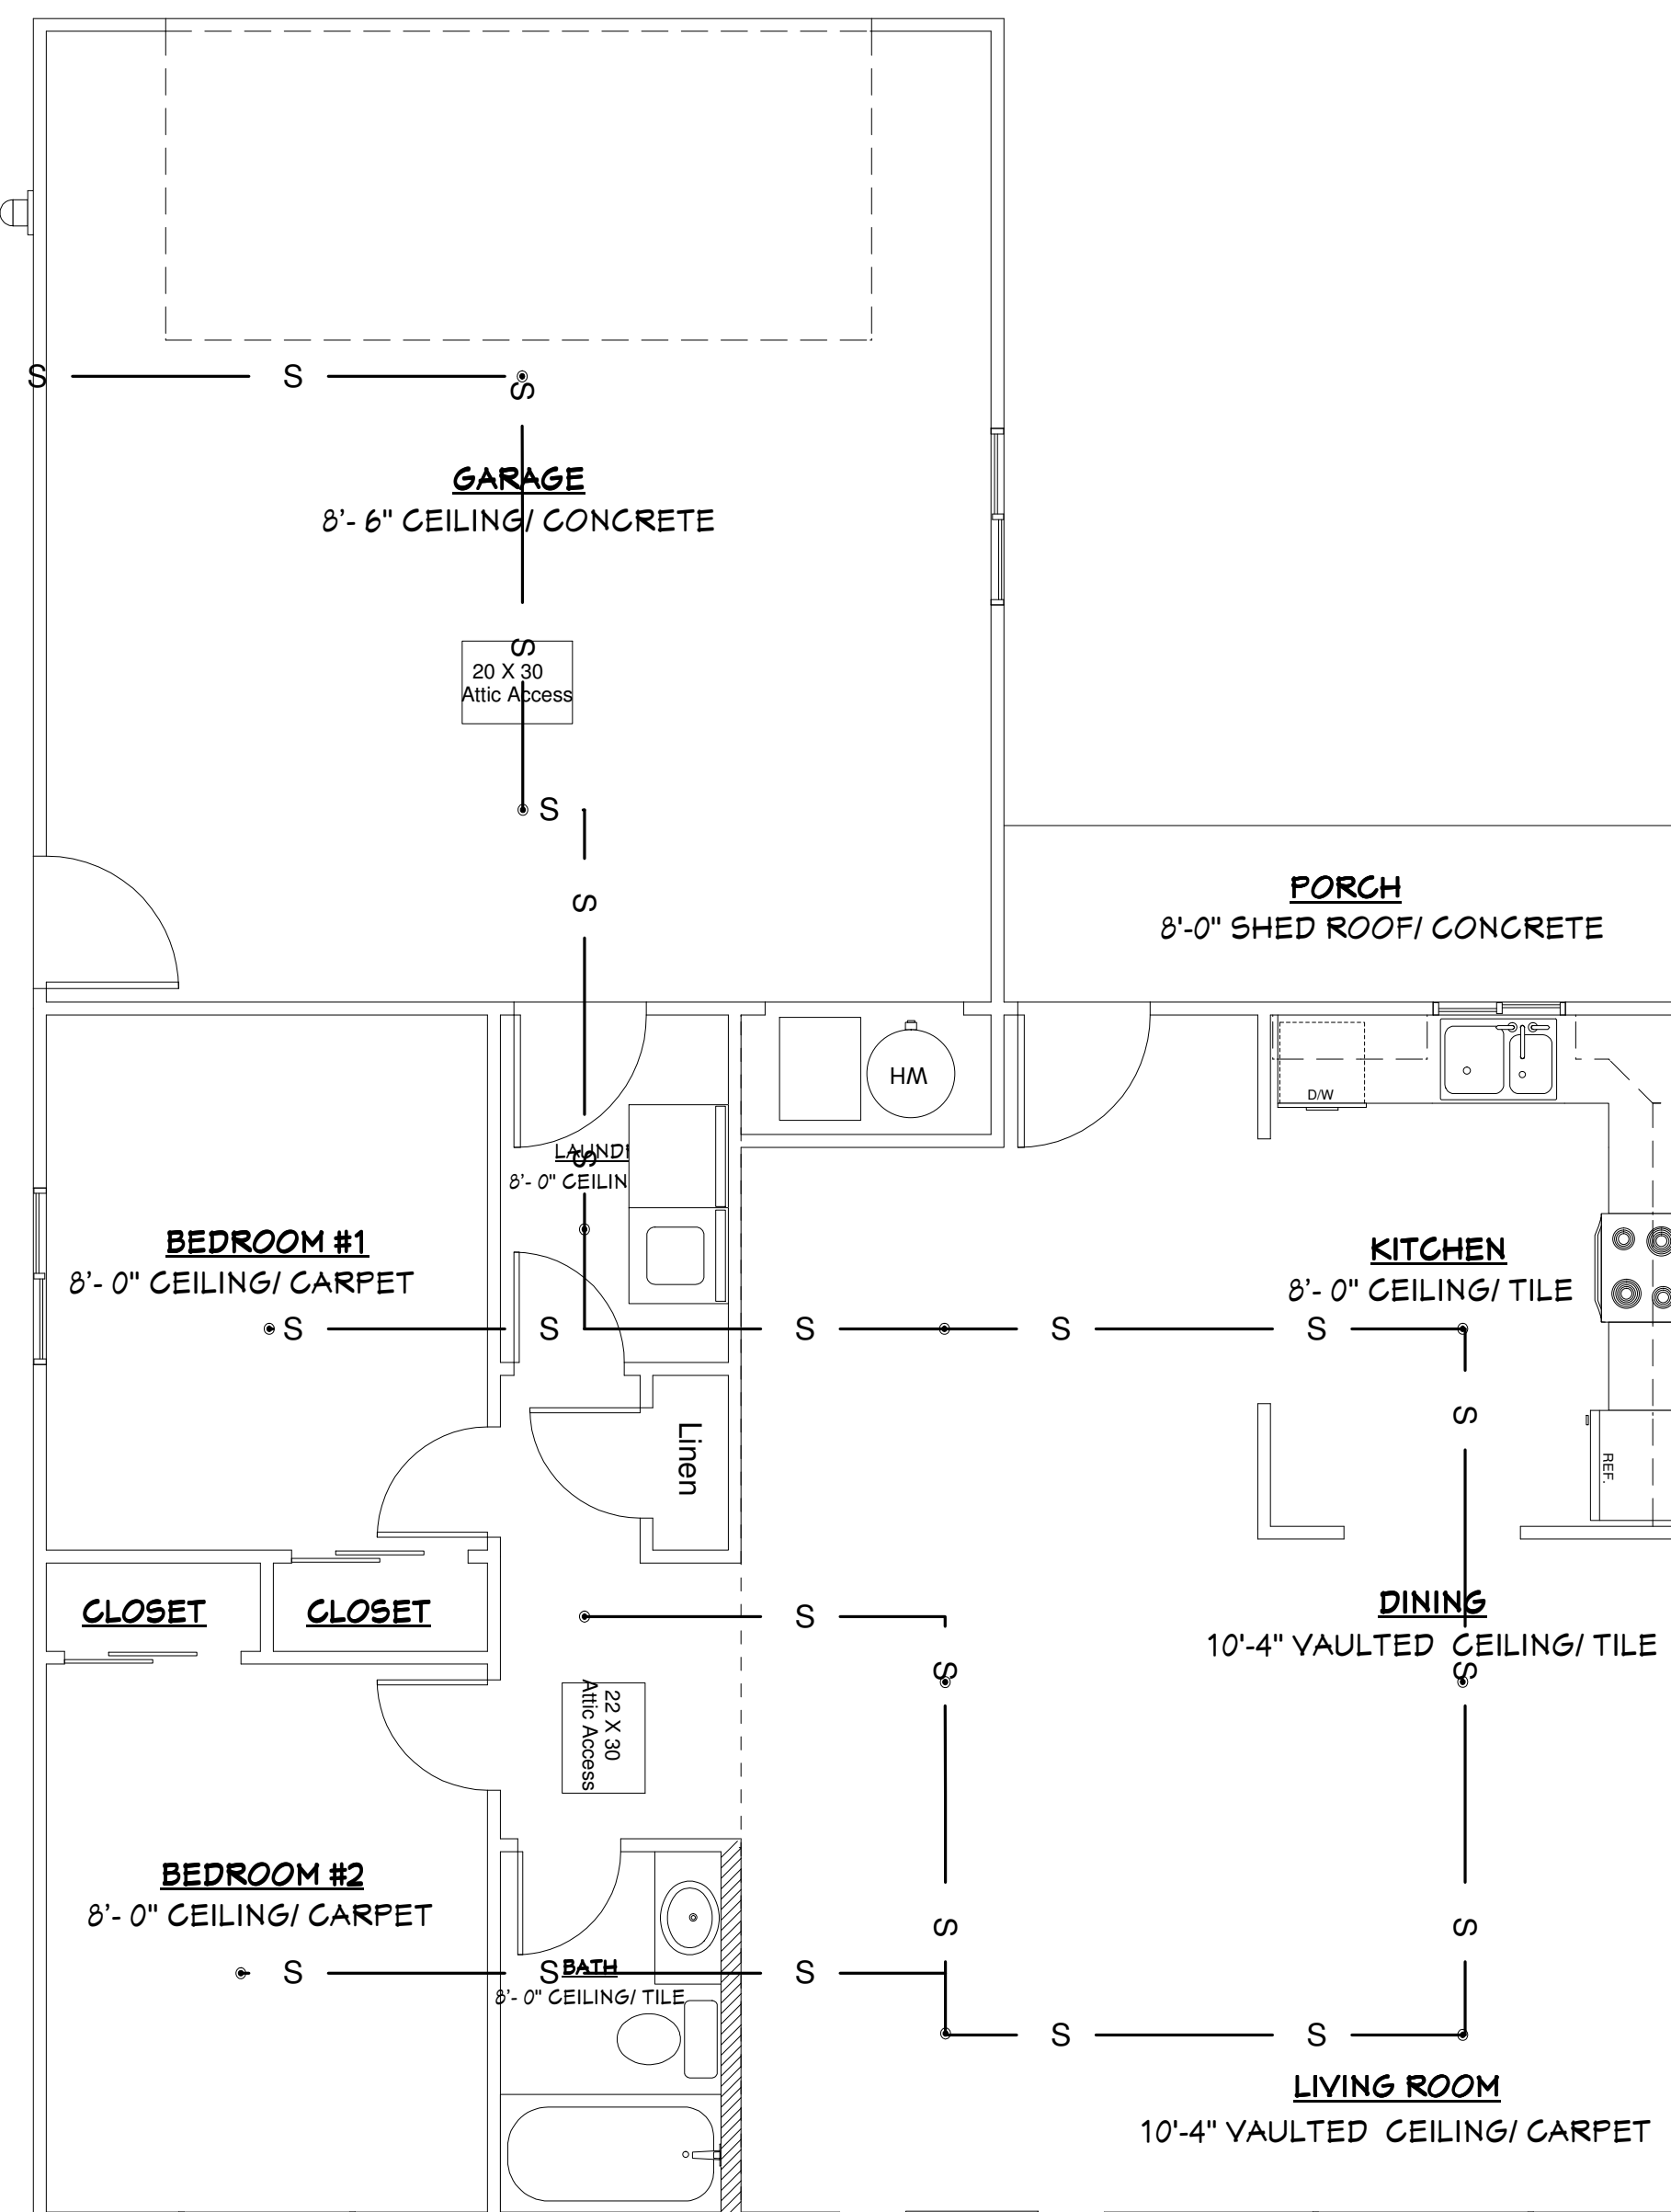 S S
S
GARAGE
8'- 6" CEILING/ CONCRETE
S
20 X 30
Attic Access
S
S
PORCH
8'-0" SHED ROOF/ CONCRETE
WH
D/W
LAUND
S
8'- 0" CEILIN
BEDROOM #1
8'- 0" CEILING/ CARPET
KITCHEN
8'- 0" CEILING/ TILE
S S S S S
S
Linen
REF.
CLOSET CLOSET
S
DINING
10'-4" VAULTED CEILING/ TILE
S S
22 X 30
Attic Access
BEDROOM #2
8'- 0" CEILING/ CARPET
S S
S S BATH S
8'- 0" CEILING/ TILE
S S
LIVING ROOM
10'-4" VAULTED CEILING/ CARPET